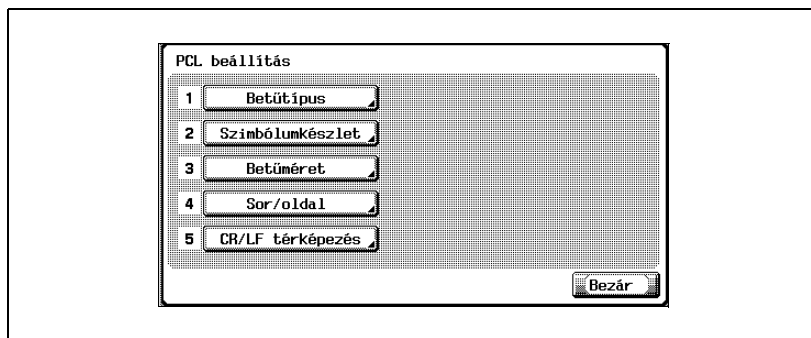 PCL beállítás
1 Betűtípus
2 Szimbólumkészlet
3 Betűméret
4 Sor/oldal
5 CR/LF térképezés
Bezár